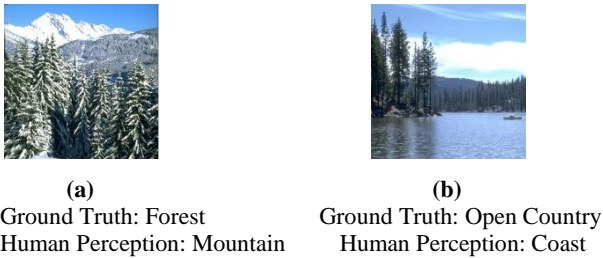 (a) (b)
Ground Truth: Forest Ground Truth: Open Country
Human Perception: Mountain Human Perception: Coast